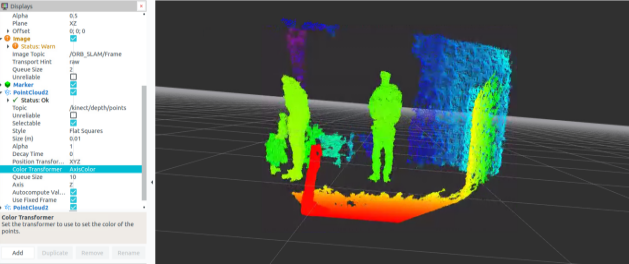 Displays
Alpha 0.5
Plane XZ
Offset 0; 0; 0
Image
Status: Warn
Image Topic /ORB_SLAM/Frame
Transport Hint raw
Queue Size 2
Unreliable
Marker
PointCloud2
Status: Ok
Topic /kinect/depth/points
Unreliable
Selectable
Style Flat Squares
Size (m) 0.01
Alpha 1
Decay Time 0
Position Transfor... XYZ
Color Transformer AxisColor
Queue Size 10
Axis Z
Autocompute Val...
Use Fixed Frame
PointCloud2
Color Transformer
Set the transformer to use to set the color of the
points.
Add Duplicate Remove Rename